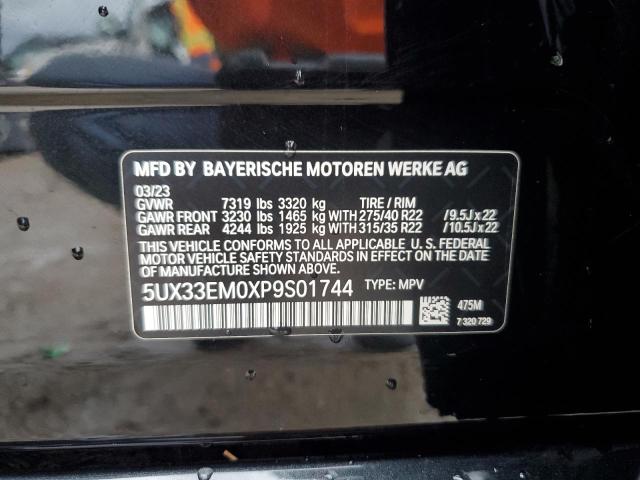 MFD BY BAYERISCHE MOTOREN WERKE AG
03/23
GVWR 7319 lbs 3320 kg TIRE / RIM
GAWR FRONT 3230 lbs 1465 kg WITH 275/40 R22 / 9.5J x 22
GAWR REAR 4244 lbs 1925 kg WITH 315/35 R22 / 10.5J x 22
THIS VEHICLE CONFORMS TO ALL APPLICABLE U. S. FEDERAL
MOTOR VEHICLE SAFETY STANDARDS IN EFFECT ON THE DATE
OF MANUFACTURE SHOWN ABOVE.
5UX33EM0XP9S01744 TYPE: MPV
475M
7 320 729